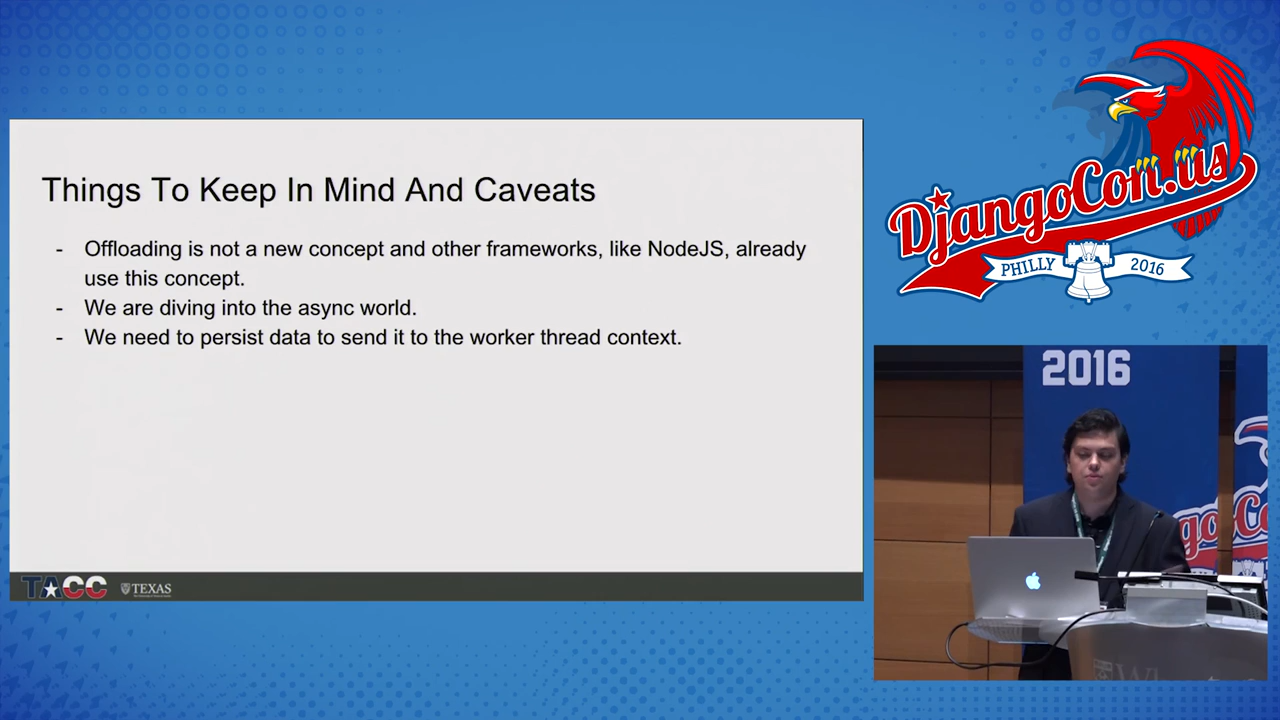 Things To Keep In Mind And Caveats
- Offloading is not a new concept and other frameworks, like NodeJS, already
use this concept.
- We are diving into the async world.
- We need to persist data to send it to the worker thread context.
TACC
TEXAS
DjangoCon.us
PHILLY 2016
2016